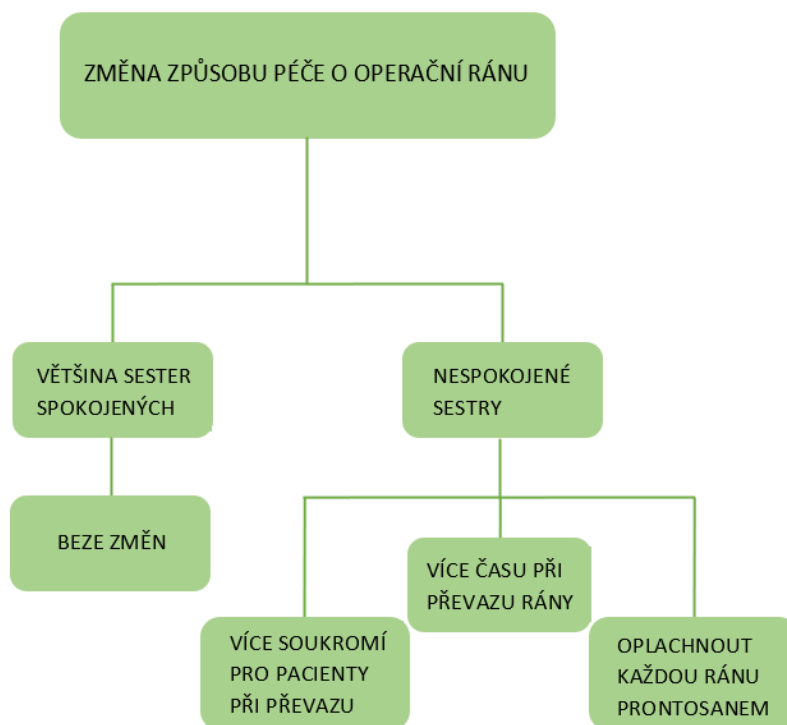 ZMĚNA ZPŮSOBU PÉČE O OPERAČNÍ RÁNU
VĚTŠINA SESTER
SPOKOJENÝCH
NESPOKOJENÉ
SESTRY
BEZE ZMĚN
VÍCE ČASU PŘI
PŘEVAZU RÁNY
VÍCE SOUKROMÍ
PRO PACIENTY
PŘI PŘEVAZU
OPLACHNOUT
KAŽDOU RÁNU
PRONTOSANEM